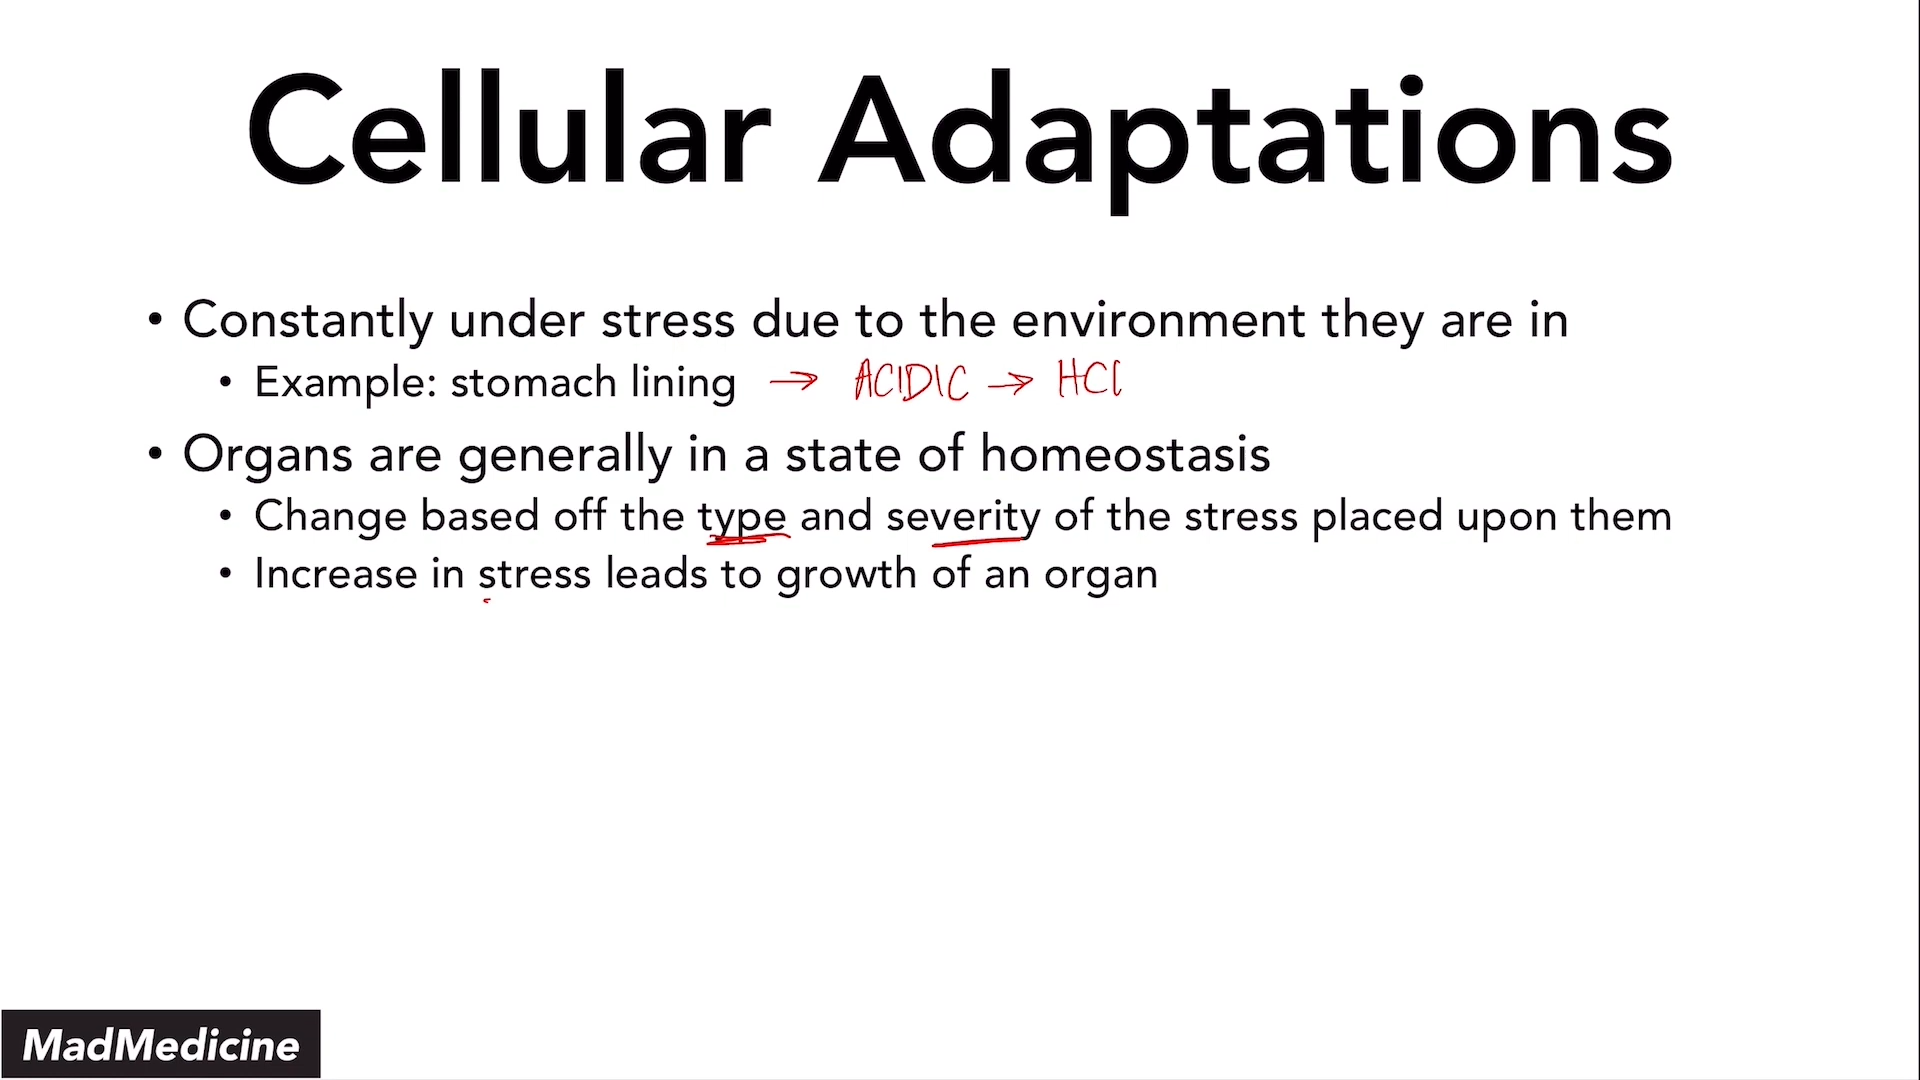 Cellular Adaptations
• Constantly under stress due to the environment they are in
• Example: stomach lining → ACIDIC → HCl
• Organs are generally in a state of homeostasis
• Change based off the type and severity of the stress placed upon them
• Increase in stress leads to growth of an organ
MadMedicine